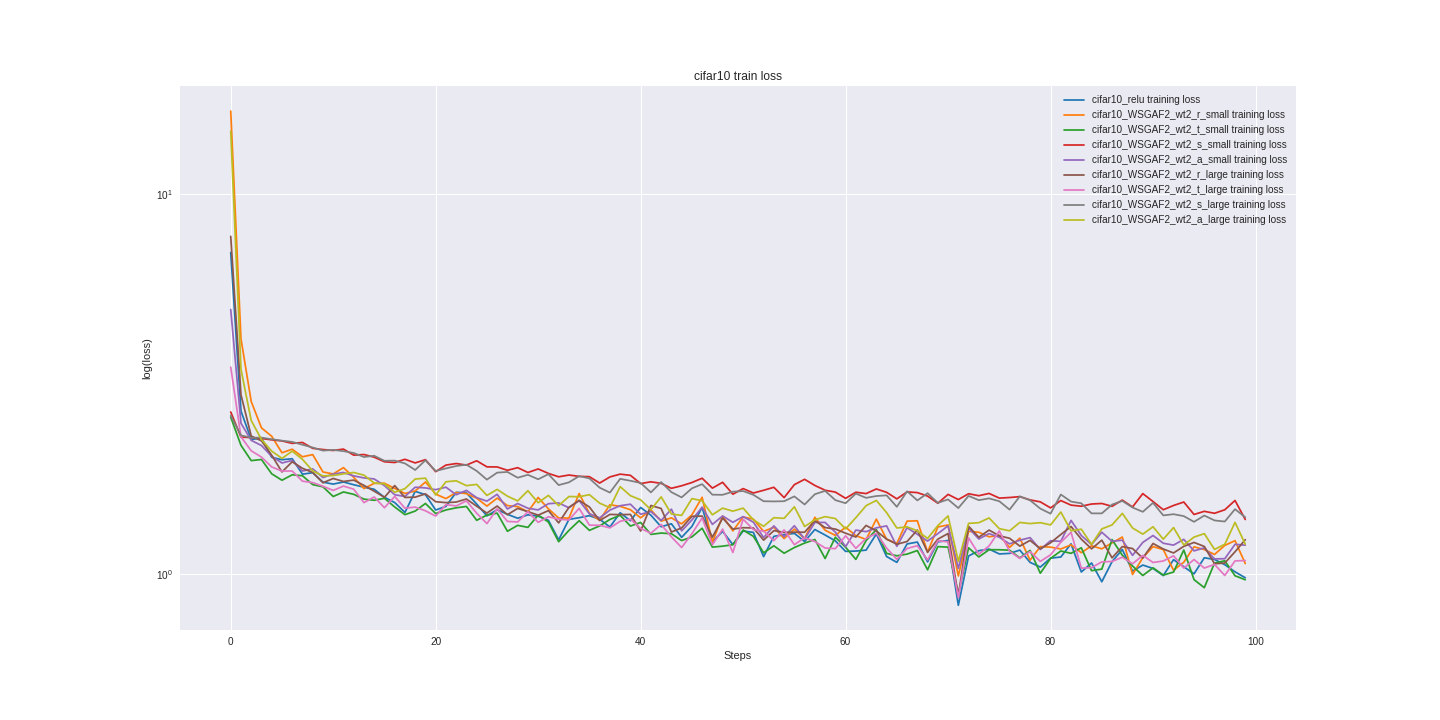 cifar10 train loss
cifar10_relu training loss
cifar10_WSGAF2_wt2_r_small training loss
cifar10_WSGAF2_wt2_t_small training loss
cifar10_WSGAF2_wt2_s_small training loss
cifar10_WSGAF2_wt2_a_small training loss
cifar10_WSGAF2_wt2_r_large training loss
cifar10_WSGAF2_wt2_t_large training loss
cifar10_WSGAF2_wt2_s_large training loss
cifar10_WSGAF2_wt2_a_large training loss
10¹
log(loss)
10⁰
0 20 40 60 80 100
Steps